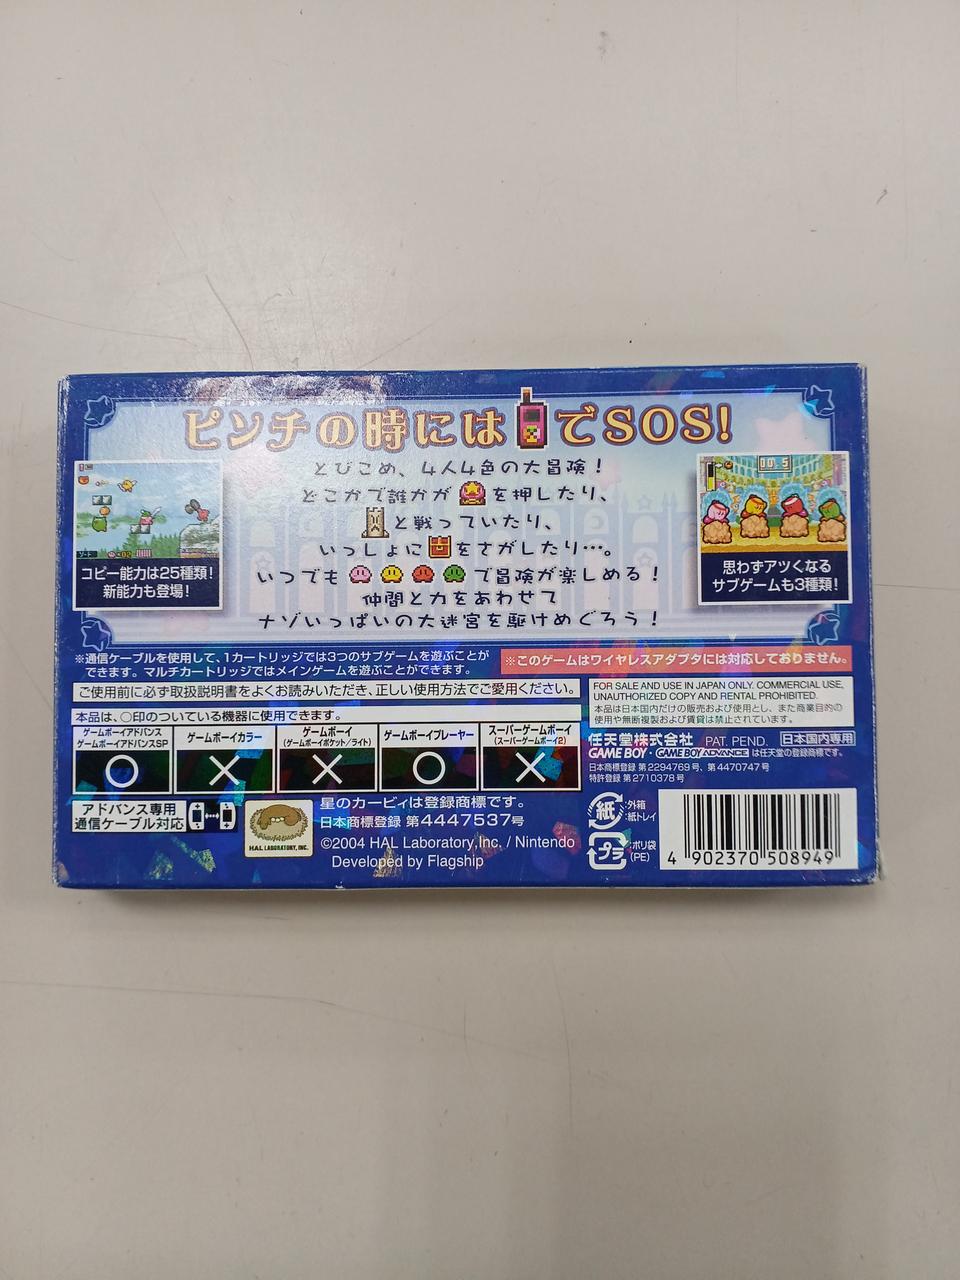 ピンチの時にはでSOS!
とびこめ、4人4色の大冒険!
どこかで誰かがを押したり、
と戦っていたり、
いっしょにをさがしたり…。
いつでもで冒険が楽しめる!
仲間と力をあわせて
ナゾいっぱいの大迷宮を駆けめぐろう!
コピー能力は25種類!
新能力も登場!
00.5
思わずアツくなる
サブゲームも3種類!
※通信ケーブルを使用して、1カートリッジでは3つのサブゲームを遊ぶことが
できます。マルチカートリッジではメインゲームを遊ぶことができます。
※このゲームはワイヤレスアダプタには対応しておりません。
ご使用前に必ず取扱説明書をよくお読みいただき、正しい使用方法でご愛用ください。
本品は、○印のついている機器に使用できます。
ゲームボーイアドバンス
ゲームボーイアドバンスSP
○
ゲームボーイカラー
×
ゲームボーイ
(ゲームボーイポケット/ライト)
×
ゲームボーイプレーヤー
○
スーパーゲームボーイ
(スーパーゲームボーイ2)
×
FOR SALE AND USE IN JAPAN ONLY. COMMERCIAL USE,
UNAUTHORIZED COPY AND RENTAL PROHIBITED.
本品は日本国内だけの販売および使用とし、また商業目的の
使用や無断複製および賃貸は禁止されています。
任天堂株式会社 PAT. PEND. 日本国内専用
GAME BOY・GAME BOY ADVANCE は任天堂の登録商標です。
日本商標登録 第2294769号、第4470747号
特許登録 第2710378号
アドバンス専用
通信ケーブル対応
HAL LABORATORY, INC.
星のカービィは登録商標です。
日本商標登録 第4447537号
©2004 HAL Laboratory,Inc. / Nintendo
Developed by Flagship
紙 :外箱
:紙トレイ
プラ :ポリ袋
(PE)
4 902370 508949